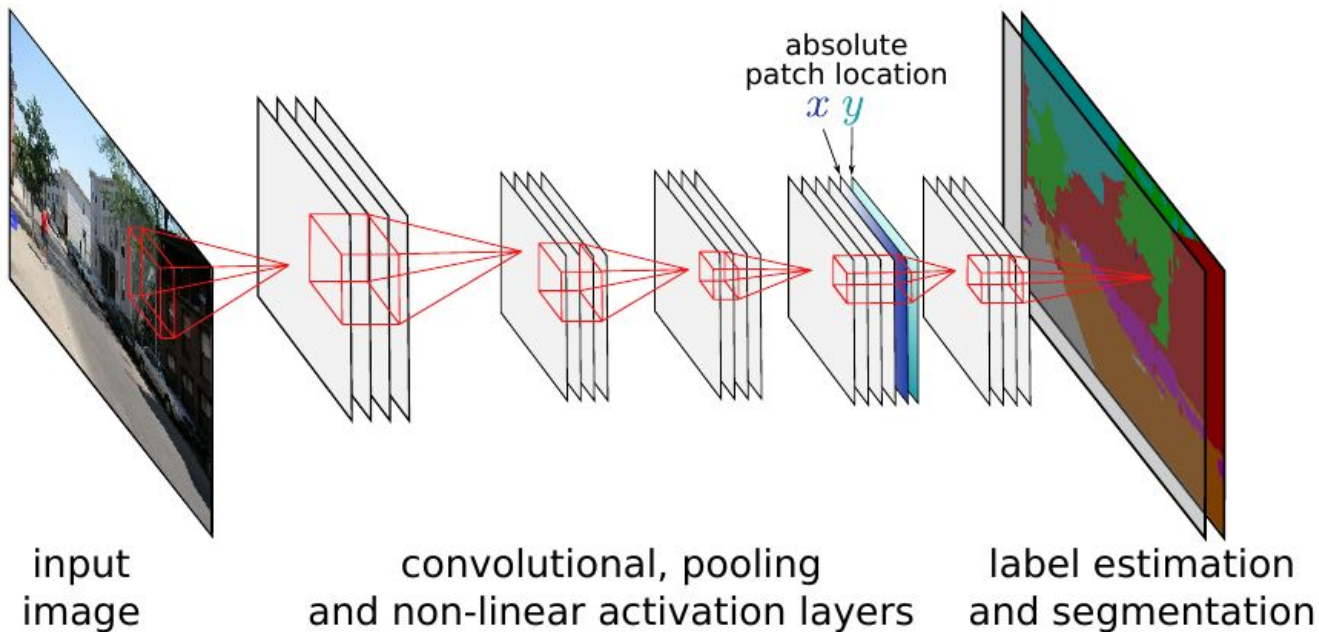 absolute
patch location
x y
input
image
convolutional, pooling
and non-linear activation layers
label estimation
and segmentation